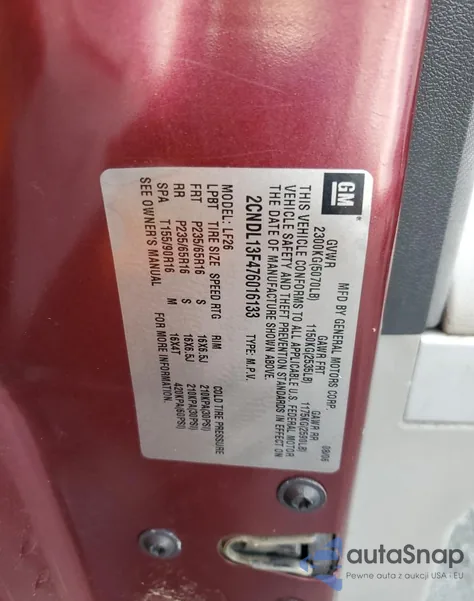 GM
MFD BY GENERAL MOTORS CORP.
08/06
GVWR GAWR FRT GAWR RR
2300KG(5070LB) 1150KG(2535LB) 1175KG(2590LB)
THIS VEHICLE CONFORMS TO ALL APPLICABLE U.S. FEDERAL MOTOR
VEHICLE SAFETY AND THEFT PREVENTION STANDARDS IN EFFECT ON
THE DATE OF MANUFACTURE SHOWN ABOVE.
2CNDL13F476016133 TYPE: M.P.V.
MODEL: LF26
LPBT TIRE SIZE SPEED RTG RIM COLD TIRE PRESSURE
FRT P235/65R16 S 16X6.5J 210KPA(30PSI)
RR P235/65R16 S 16X6.5J 210KPA(30PSI)
SPA T155/90R16 M 16X4T 420KPA(60PSI)
SEE OWNER'S MANUAL FOR MORE INFORMATION.
autaSnap
Pewne auta z aukcji USA i EU